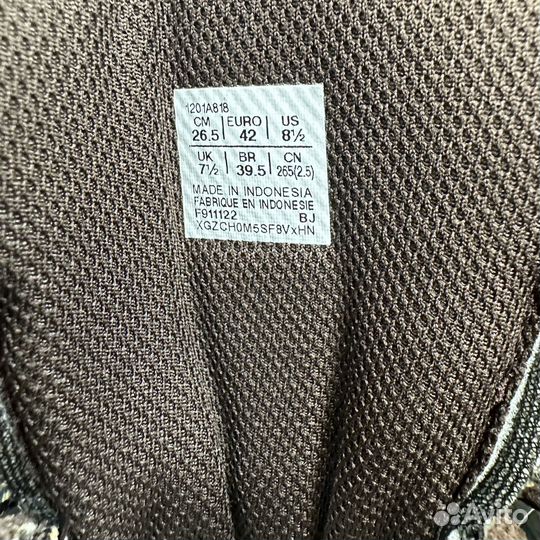 1201A818
CM EURO US
26.5 42 8½
UK BR CN
7½ 39.5 265(2.5)
MADE IN INDONESIA
FABRIQUE EN INDONESIE
F911122 BJ
XGZCH0M5SF8VxHN
Avito